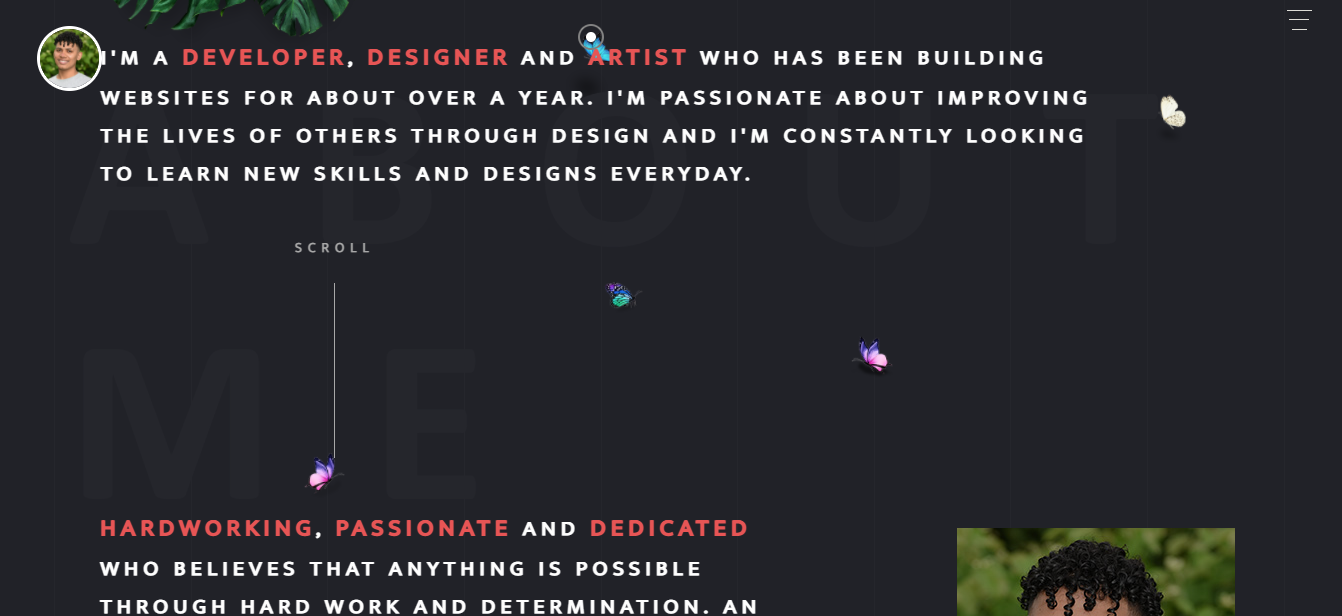 I'M A DEVELOPER, DESIGNER AND ARTIST WHO HAS BEEN BUILDING
WEBSITES FOR ABOUT OVER A YEAR. I'M PASSIONATE ABOUT IMPROVING
THE LIVES OF OTHERS THROUGH DESIGN AND I'M CONSTANTLY LOOKING
TO LEARN NEW SKILLS AND DESIGNS EVERYDAY.
ABOUT
SCROLL
ME
HARDWORKING, PASSIONATE AND DEDICATED
WHO BELIEVES THAT ANYTHING IS POSSIBLE
THROUGH HARD WORK AND DETERMINATION. AN